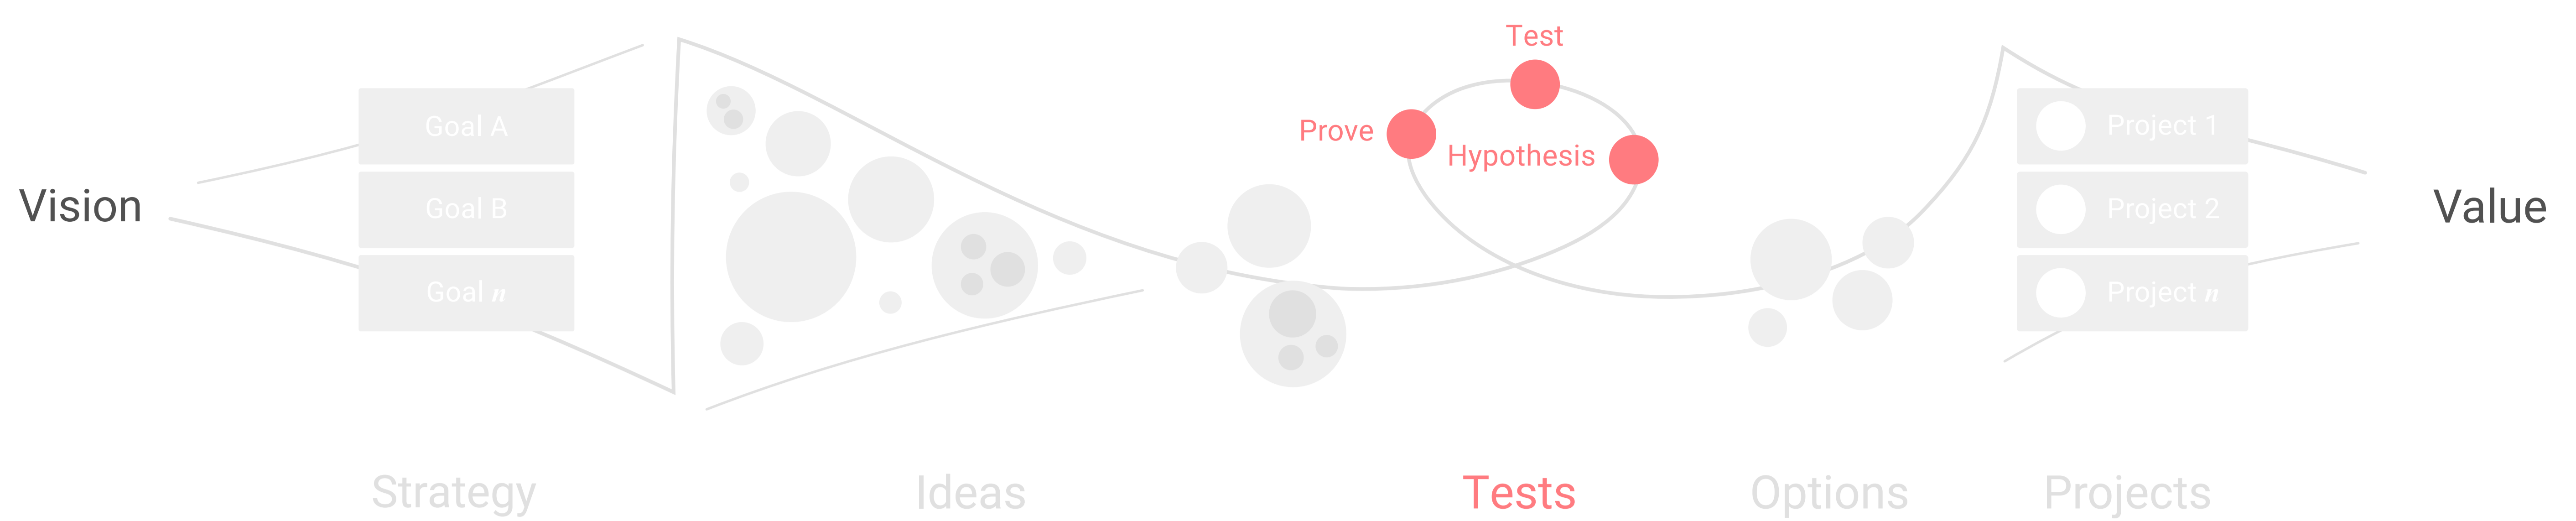 Vision
Goal A
Goal B
Goal n
Test
Prove
Hypothesis
Project 1
Project 2
Project n
Value
Strategy
Ideas
Tests
Options
Projects